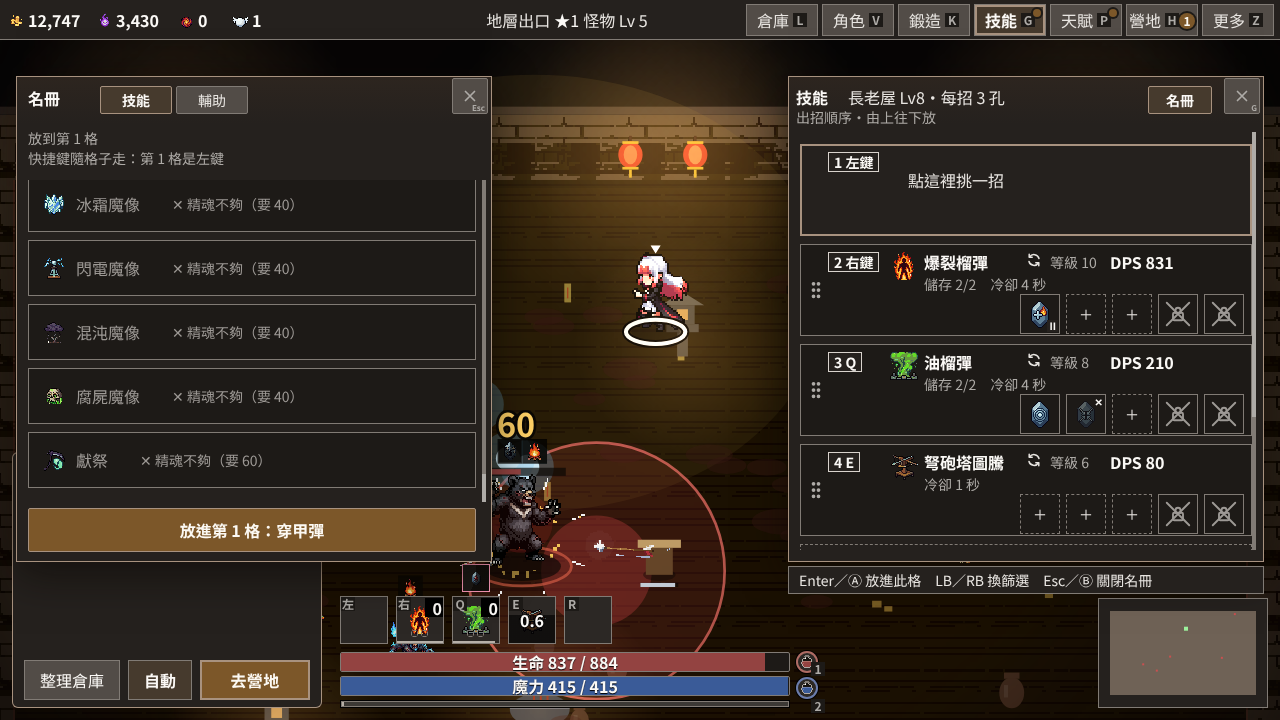 12,747 3,430 0 1
地層出口 ★1 怪物 Lv 5
倉庫 L 角色 V 鍛造 K 技能 G 天賦 P 營地 H 1 更多 Z
名冊 技能 輔助 × Esc
放到第 1 格
快捷鍵隨格子走：第 1 格是左鍵
冰霜魔像 ✕ 精魂不夠（要 40）
閃電魔像 ✕ 精魂不夠（要 40）
混沌魔像 ✕ 精魂不夠（要 40）
腐屍魔像 ✕ 精魂不夠（要 40）
獻祭 ✕ 精魂不夠（要 60）
放進第 1 格：穿甲彈
整理倉庫 自動 去營地
60
技能 長老屋 Lv8・每招 3 孔 名冊 × G
出招順序・由上往下放
1 左鍵
點這裡挑一招
2 右鍵 爆裂榴彈 等級 10 DPS 831
儲存 2/2 冷卻 4 秒
II + +
3 Q 油榴彈 等級 8 DPS 210
儲存 2/2 冷卻 4 秒
× +
4 E 弩砲塔圖騰 等級 6 DPS 80
冷卻 1 秒
+ + +
Enter／Ⓐ 放進此格 LB／RB 換篩選 Esc／Ⓑ 關閉名冊
左 右 0 Q 0 E 0.6 R
生命 837 / 884 1
魔力 415 / 415 2